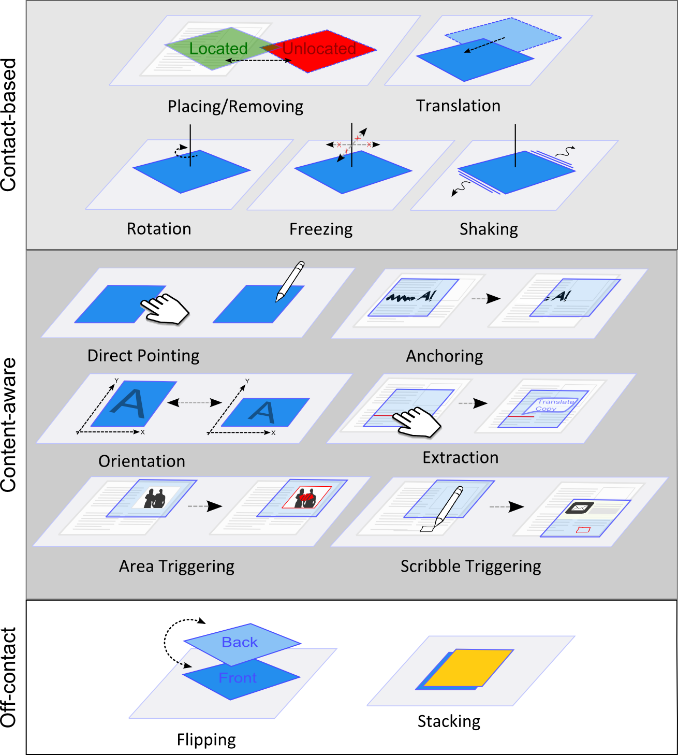 Contact-based
Located
Unlocated
Placing/Removing
Translation
Rotation
Freezing
Shaking
Content-aware
A!
A!
Direct Pointing
Anchoring
Y
A
X
Y
A
X
Translate
Copy
Orientation
Extraction
Area Triggering
Scribble Triggering
Off-contact
Back
Front
Flipping
Stacking